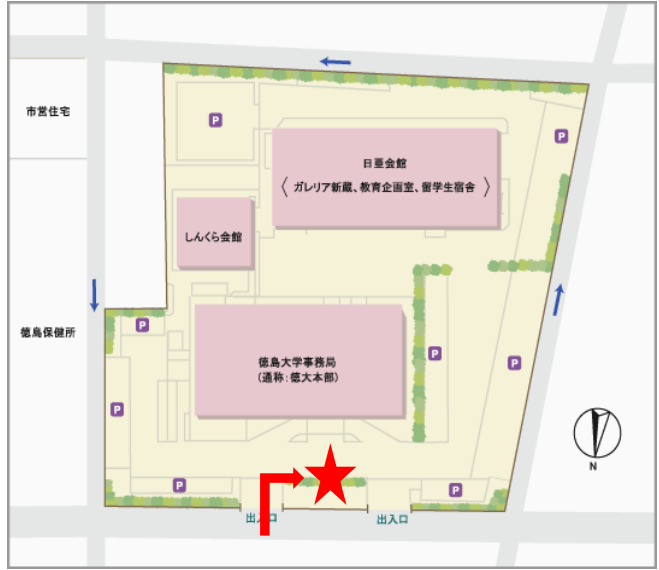 市営住宅
P
日亜会館
〈 ガレリア新蔵、教育企画室、留学生宿舎 〉
P
しんくら会館
徳島保健所
P
徳島大学事務局
(通称:徳大本部)
P
P
P
P
P
N
出入口
出入口